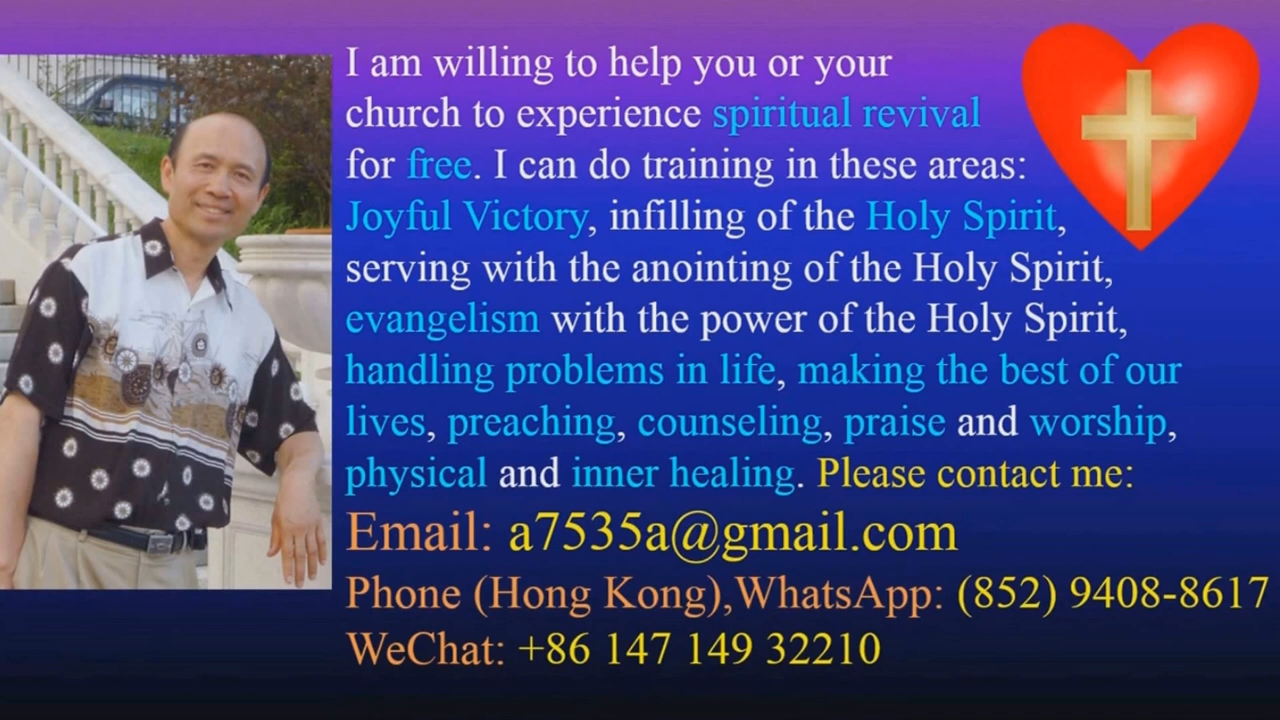 I am willing to help you or your
church to experience spiritual revival
for free. I can do training in these areas:
Joyful Victory, infilling of the Holy Spirit,
serving with the anointing of the Holy Spirit,
evangelism with the power of the Holy Spirit,
handling problems in life, making the best of our
lives, preaching, counseling, praise and worship,
physical and inner healing. Please contact me:
Email: a7535a@gmail.com
Phone (Hong Kong),WhatsApp: (852) 9408-8617
WeChat: +86 147 149 32210